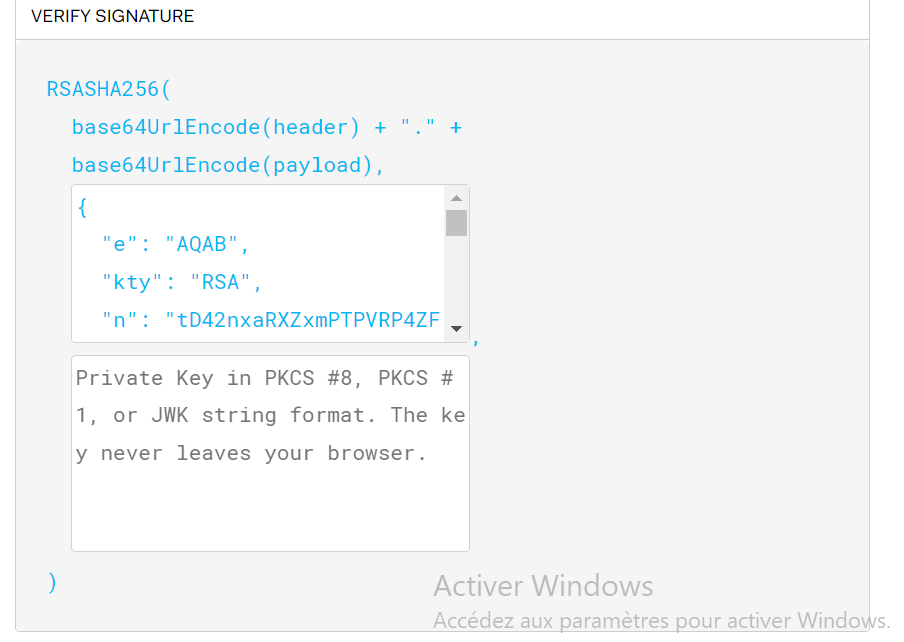 VERIFY SIGNATURE
RSASHA256(
base64UrlEncode(header) + "." +
base64UrlEncode(payload),
{
"e": "AQAB",
"kty": "RSA",
"n": "tD42nxaRXZxmPTPVRP4ZF
,
Private Key in PKCS #8, PKCS #
1, or JWK string format. The ke
y never leaves your browser.
)
Activer Windows
Accédez aux paramètres pour activer Windows.